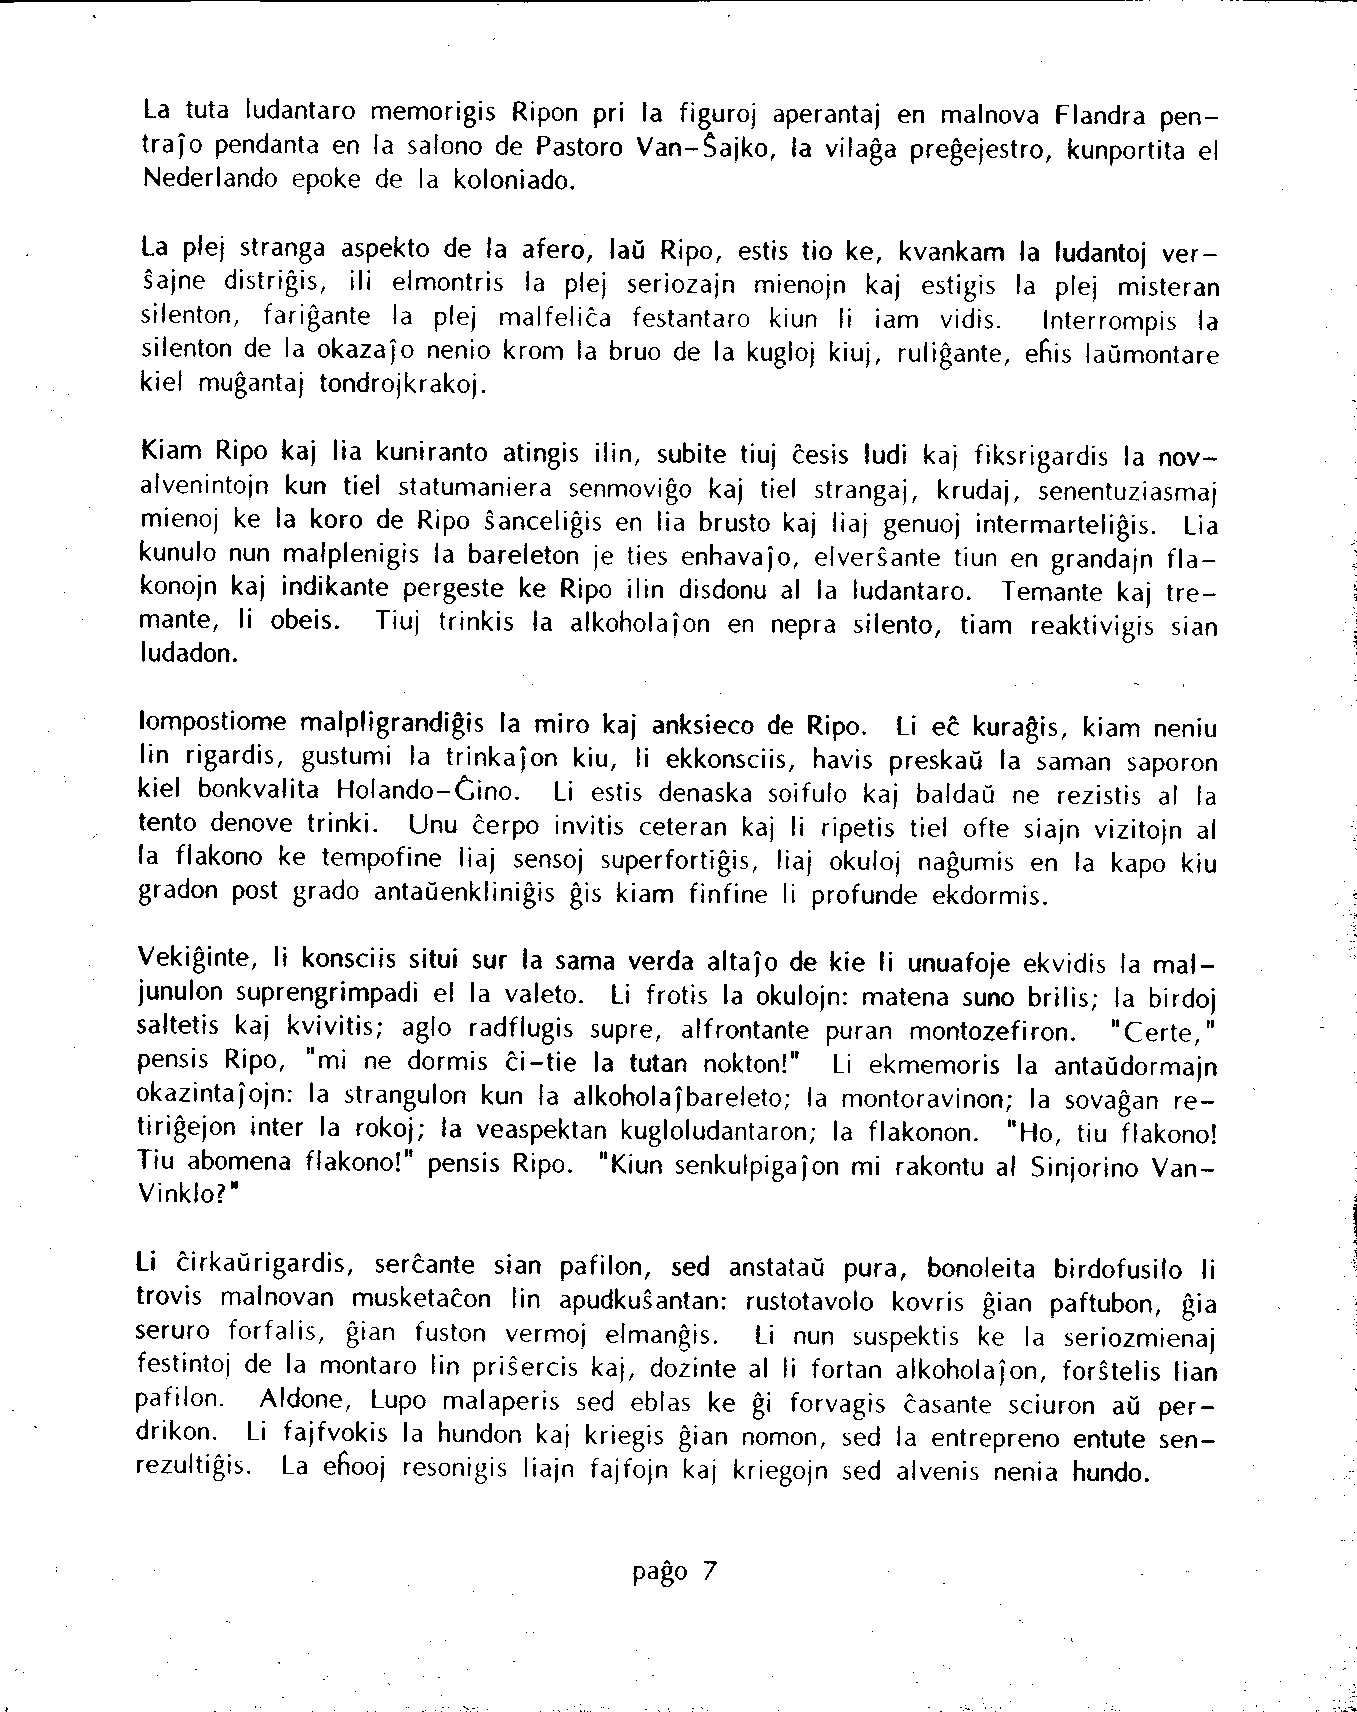 La tuta ludantaro memorigis Ripon pri la figuroj aperantaj en malnova Flandra pen-
traĵo pendanta en la salono de Pastoro Van-Ŝajko, la vilaĝa preĝejestro, kunportita el
Nederlando epoke de la koloniado.

La plej stranga aspekto de la afero, laŭ Ripo, estis tio ke, kvankam la ludantoj ver-
ŝajne distriĝis, ili elmontris la plej seriozajn mienojn kaj estigis la plej misteran
silenton, fariĝante la plej malfeliĉa festantaro kiun li iam vidis. Interrompis la
silenton de la okazaĵo nenio krom la bruo de la kugloj kiuj, ruliĝante, eĥis laŭmontare
kiel muĝantaj tondrojkrakoj.

Kiam Ripo kaj lia kuniranto atingis ilin, subite tiuj ĉesis ludi kaj fiksrigardis la nov-
alvenintojn kun tiel statumaniera senmoviĝo kaj tiel strangaj, krudaj, senentuziasmaj
mienoj ke la koro de Ripo ŝanceliĝis en lia brusto kaj liaj genuoj intermarteliĝis. Lia
kunulo nun malplenigis la bareleton je ties enhavaĵo, elverŝante tiun en grandajn fla-
konojn kaj indikante pergeste ke Ripo ilin disdonu al la ludantaro. Temante kaj tre-
mante, li obeis. Tiuj trinkis la alkoholaĵon en nepra silento, tiam reaktivigis sian
ludadon.

Iompostiome malpligrandiĝis la miro kaj anksieco de Ripo. Li eĉ kuraĝis, kiam neniu
lin rigardis, gustumi la trinkaĵon kiu, li ekkonsciis, havis preskaŭ la saman saporon
kiel bonkvalita Holando-Ĝino. Li estis denaska soifulo kaj baldaŭ ne rezistis al la
tento denove trinki. Unu ĉerpo invitis ceteran kaj li ripetis tiel ofte siajn vizitojn al
la flakono ke tempofine liaj sensoj superfortiĝis, liaj okuloj naĝumis en la kapo kiu
gradon post grado antaŭenkliniĝis ĝis kiam finfine li profunde ekdormis.

Vekiĝinte, li konsciis situi sur la sama verda altaĵo de kie li unuafoje ekvidis la mal-
junulon suprengrimpadi el la valeto. Li frotis la okulojn: matena suno brilis; la birdoj
saltetis kaj kvivitis; aglo radflugis supre, alfrontante puran montozefiron. "Certe,"
pensis Ripo, "mi ne dormis ĉi-tie la tutan nokton!" Li ekmemoris la antaŭdormajn
okazintaĵojn: la strangulon kun la alkoholaĵbareleto; la montoravinon; la sovaĝan re-
tiriĝejon inter la rokoj; la veaspektan kugloludantaron; la flakonon. "Ho, tiu flakono!
Tiu abomena flakono!" pensis Ripo. "Kiun senkulpigaĵon mi rakontu al Sinjorino Van-
Vinklo?"

Li ĉirkaŭrigardis, serĉante sian pafilon, sed anstataŭ pura, bonoleita birdofusilo li
trovis malnovan musketaĉon lin apudkuŝantan: rustotavolo kovris ĝian paftubon, ĝia
seruro forfalis, ĝian fuston vermoj elmanĝis. Li nun suspektis ke la seriozmienaj
festintoj de la montaro lin priŝercis kaj, dozinte al li fortan alkoholaĵon, forŝtelis lian
pafilon. Aldone, Lupo malaperis sed eblas ke ĝi forvagis ĉasante sciuron aŭ per-
drikon. Li fajfvokis la hundon kaj kriegis ĝian nomon, sed la entrepreno entute sen-
rezultiĝis. La eĥooj resonigis liajn fajfojn kaj kriegojn sed alvenis nenia hundo.

paĝo 7